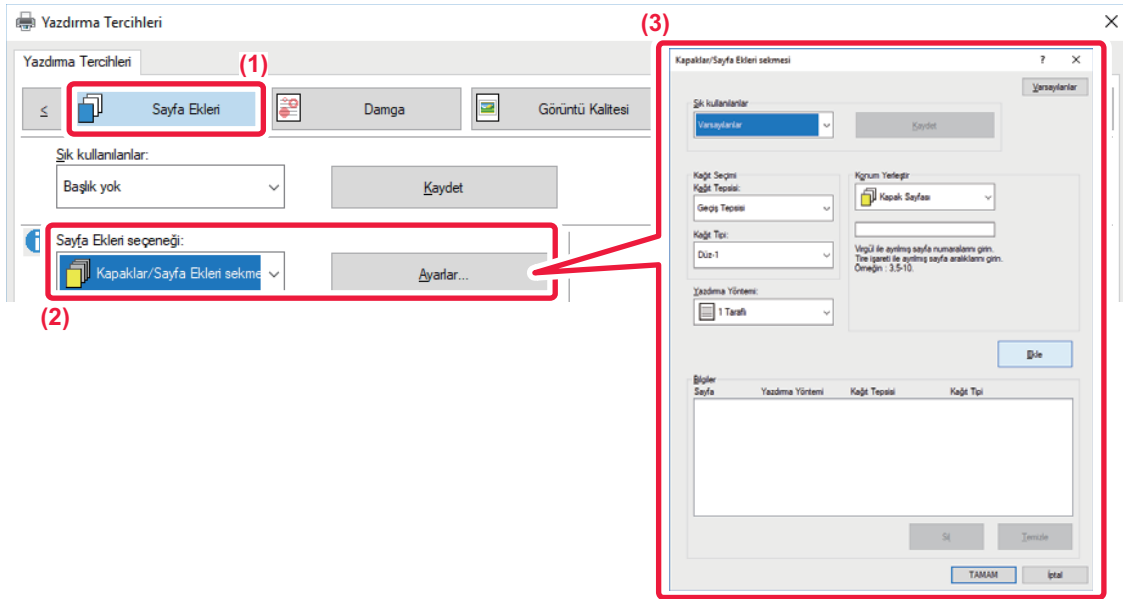 Yazdırma Tercihleri
Yazdırma Tercihleri
(1)
<
Sayfa Ekleri
Damga
Görüntü Kalitesi
Sık kullanılanlar:
Başlık yok
Kaydet
Sayfa Ekleri seçeneği:
Kapaklar/Sayfa Ekleri sekme
Ayarlar...
(2)
(3)
Kapaklar/Sayfa Ekleri sekmesi
?
Varsayılanlar
Sık kullanılanlar
Varsayılanlar
Kaydet
Kağıt Seçimi
Kağıt Tepsisi:
Geçiş Tepsisi
Kağıt Tipi:
Düz-1
Yazdırma Yöntemi:
1 Taraflı
Konum Yerleştir
Kapak Sayfası
Virgül ile ayrılmış sayfa numaralarını girin.
Tire işareti ile ayrılmış sayfa aralıklarını girin.
Örneğin : 3,5-10.
Ekle
Bilgiler
Sayfa Yazdırma Yöntemi Kağıt Tepsisi Kağıt Tipi
Sil
Temizle
TAMAM
İptal